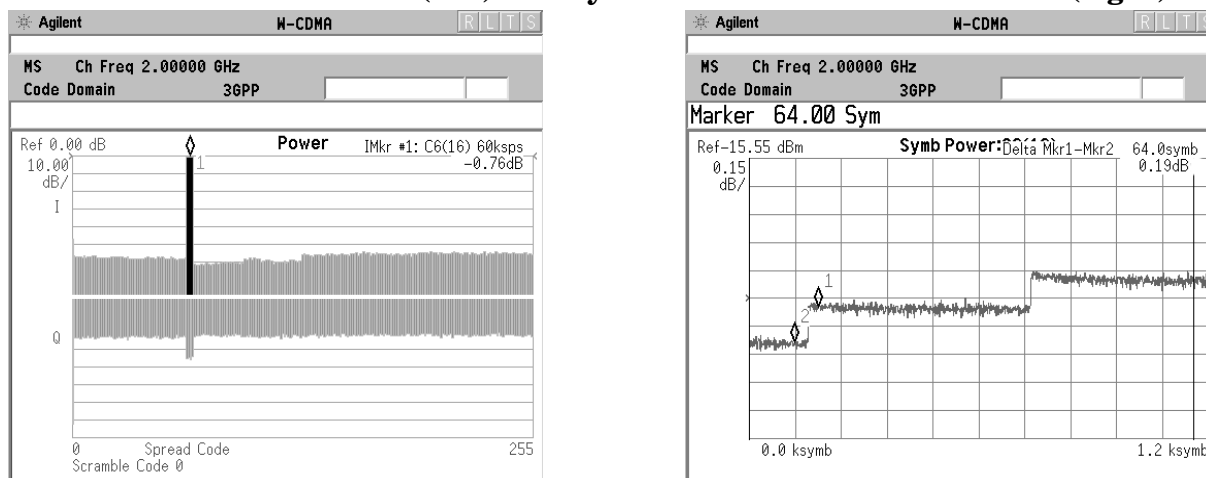 Agilent W-CDMA R L T S
MS Ch Freq 2.00000 GHz
Code Domain 3GPP
Ref 0.00 dB Power IMkr #1: C6(16) 60ksps
10.00 1 -0.76dB
dB/
I
Q
0 Spread Code 255
Scramble Code 0
Agilent W-CDMA R L T S
MS Ch Freq 2.00000 GHz
Code Domain 3GPP
Marker 64.00 Sym
Ref-15.55 dBm Symb Power: Delta Mkr1-Mkr2 64.0symb
0.15 0.19dB
dB/
1
2
0.0 ksymb 1.2 ksymb